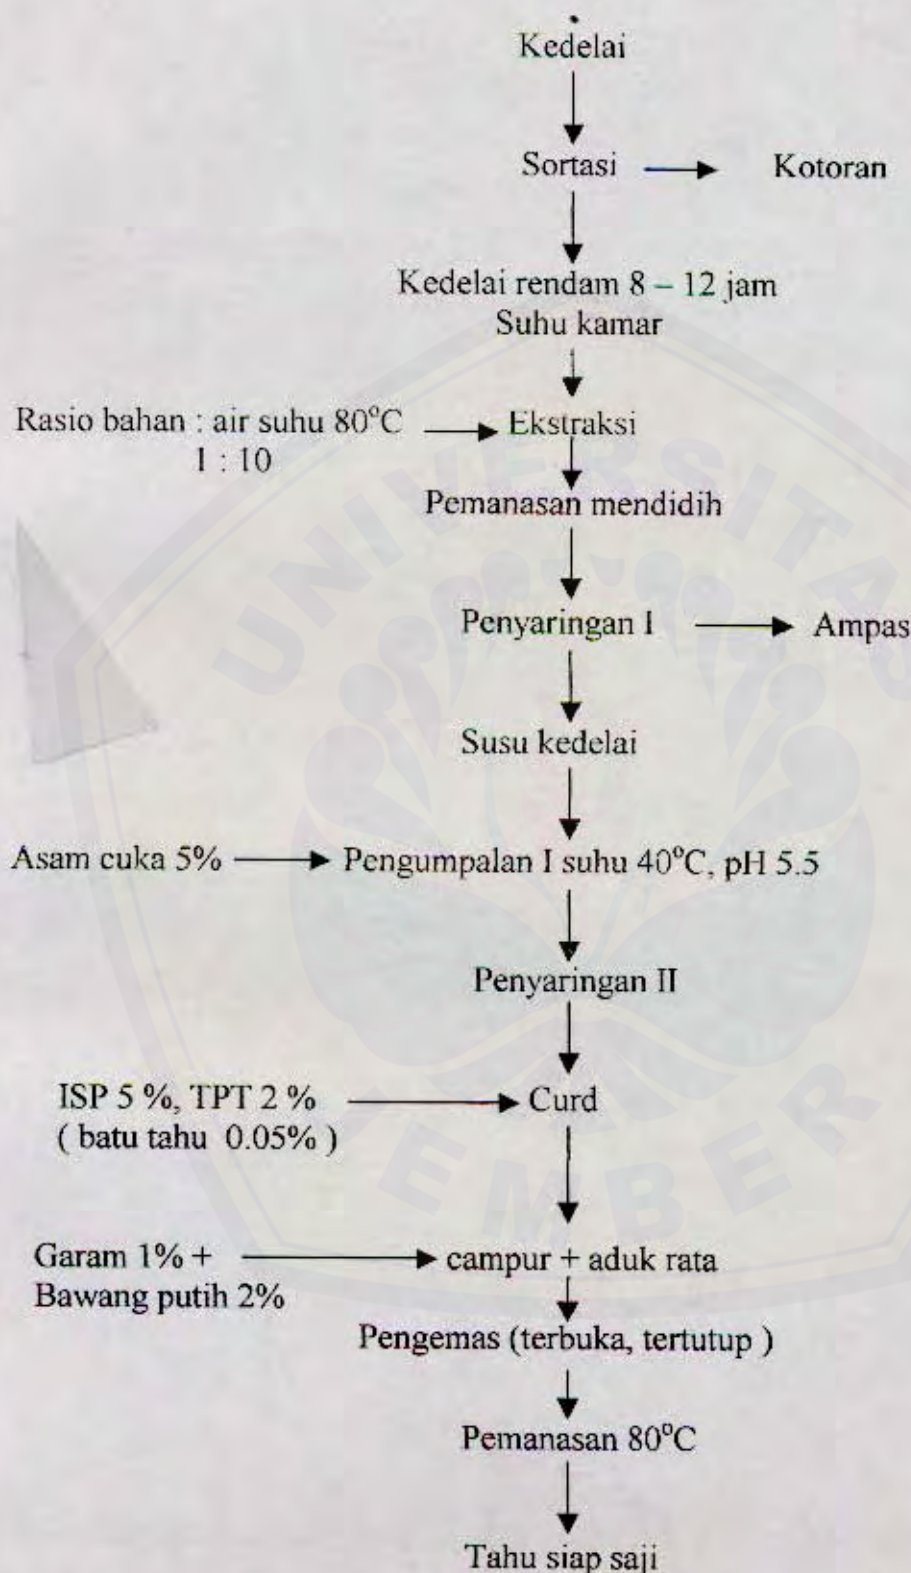 Kedelai
Sortasi
Kotoran
Kedelai rendam 8 – 12 jam
Suhu kamar
Rasio bahan : air suhu 80°C
1 : 10
Ekstraksi
Pemanasan mendidih
Penyaringan I
Ampas
Susu kedelai
Asam cuka 5%
Pengumpalan I suhu 40°C, pH 5.5
Penyaringan II
ISP 5 %, TPT 2 %
( batu tahu 0.05% )
Curd
Garam 1% +
Bawang putih 2%
campur + aduk rata
Pengemas (terbuka, tertutup )
Pemanasan 80°C
Tahu siap saji
UNIVERSITAS
JEMBER